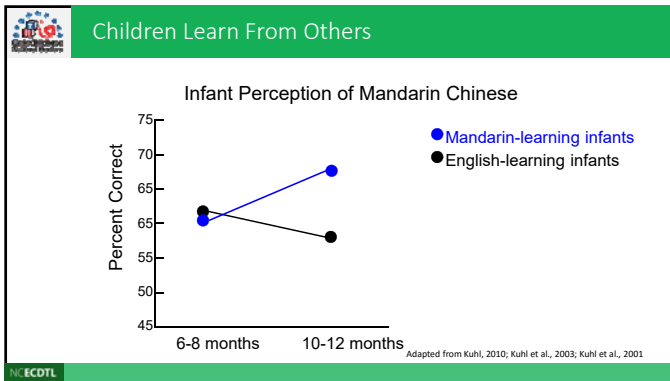 Children Learn From Others
Infant Perception of Mandarin Chinese
Percent Correct
75
70
65
65
55
50
45
Mandarin-learning infants
English-learning infants
6-8 months
10-12 months
Adapted from Kuhl, 2010; Kuhl et al., 2003; Kuhl et al., 2001
NCECDTL